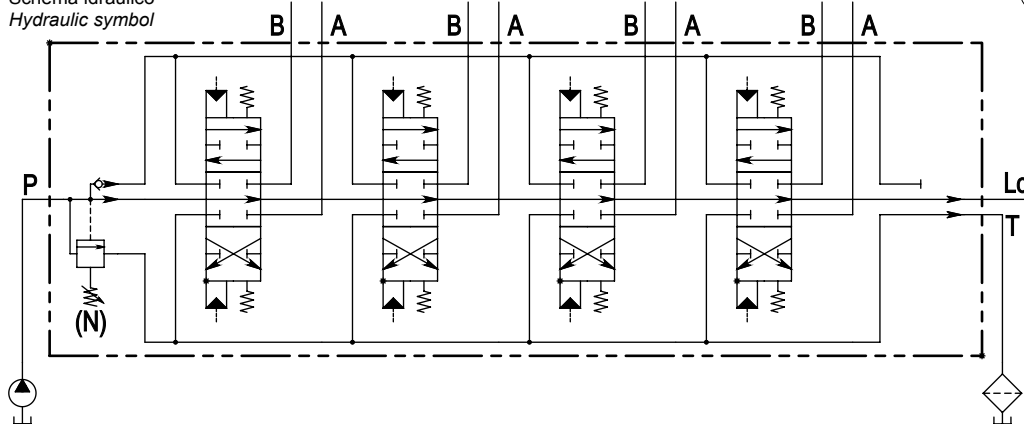 Schema idraulico
Hydraulic symbol
B A B A B A B A
P
T
(N)